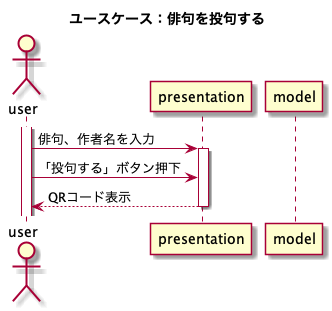 ユースケース：俳句を投句する
user
presentation
model
俳句、作者名を入力
「投句する」ボタン押下
QRコード表示
user
presentation
model